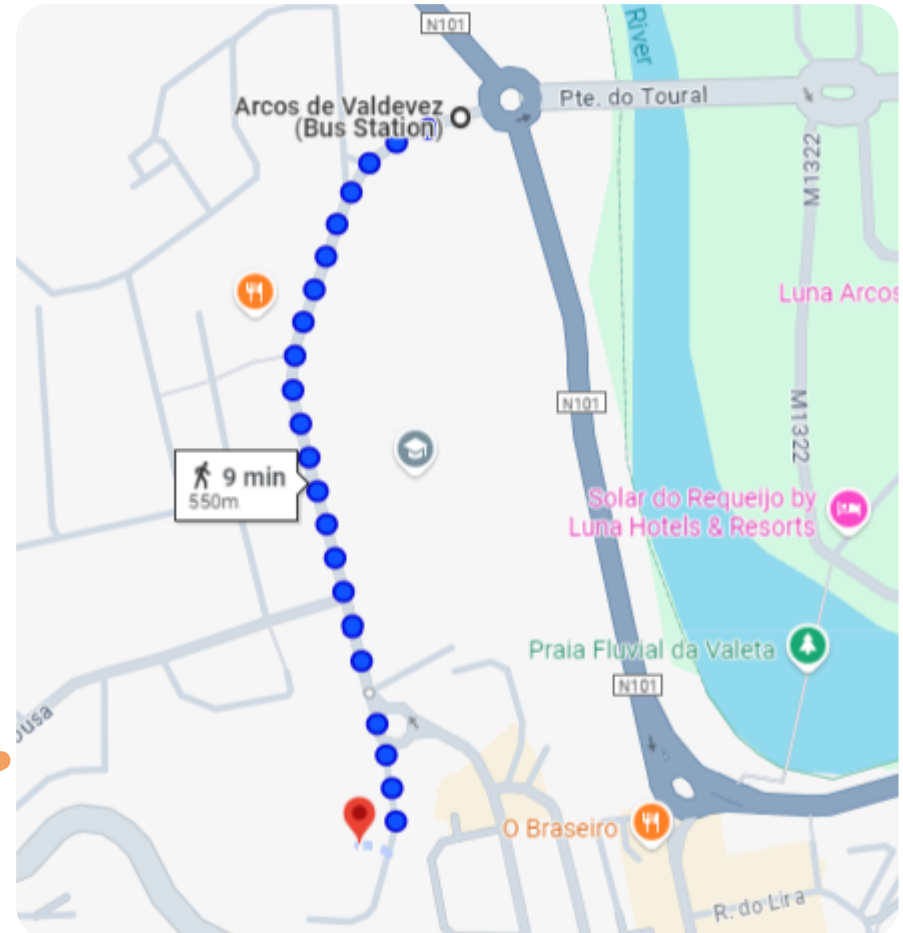 N101
River
Arcos de Valdevez
(Bus Station)
Pte. do Toural
M1322
Luna Arcos
N101
M1322
9 min
550m
Solar do Requeijo by
Luna Hotels & Resorts
Praia Fluvial da Valeta
N101
ousa
O Braseiro
R. do Lira